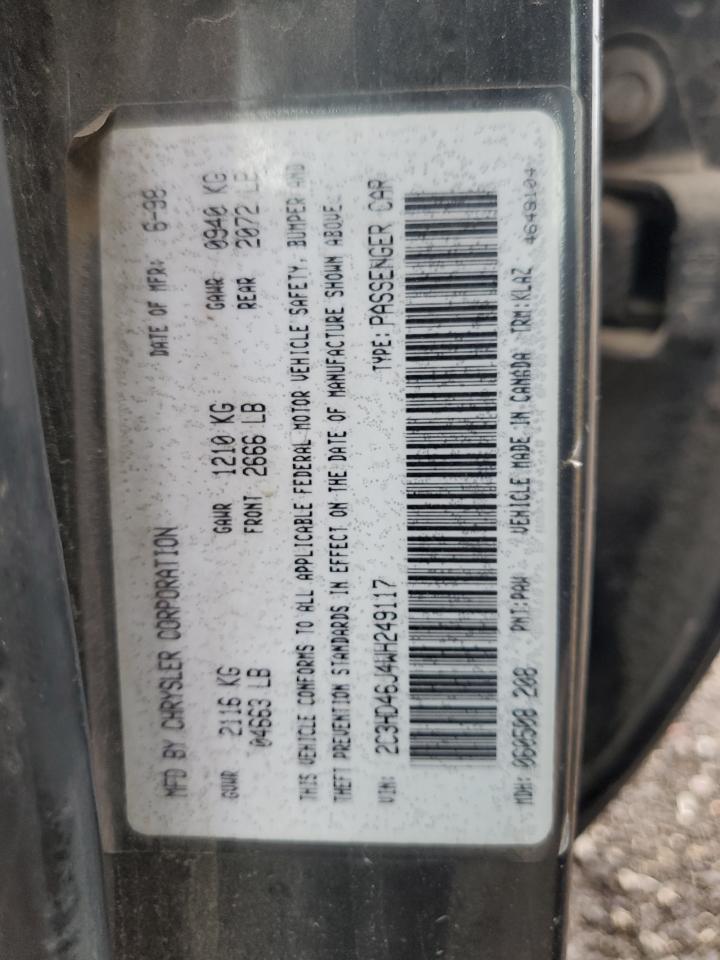 MFD BY CHRYSLER CORPORATION DATE OF MFR: 6-98
GVWR 2116 KG GAWR 1210 KG GAWR 0940 KG
04663 LB FRONT 2666 LB REAR 2072 LB
THIS VEHICLE CONFORMS TO ALL APPLICABLE FEDERAL MOTOR VEHICLE SAFETY, BUMPER AND
THEFT PREVENTION STANDARDS IN EFFECT ON THE DATE OF MANUFACTURE SHOWN ABOVE.
VIN: 2C3HD46J4WH249117 TYPE: PASSENGER CAR
MDH: 060508 208 PNT:PAW VEHICLE MADE IN CANADA TRM:KLAZ 4649104